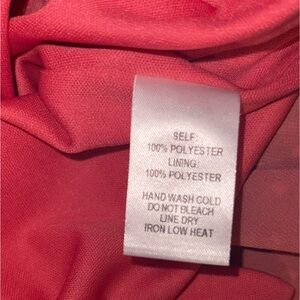 SELF:
100% POLYESTER
LINING:
100% POLYESTER
HAND WASH COLD
DO NOT BLEACH
LINE DRY
IRON LOW HEAT